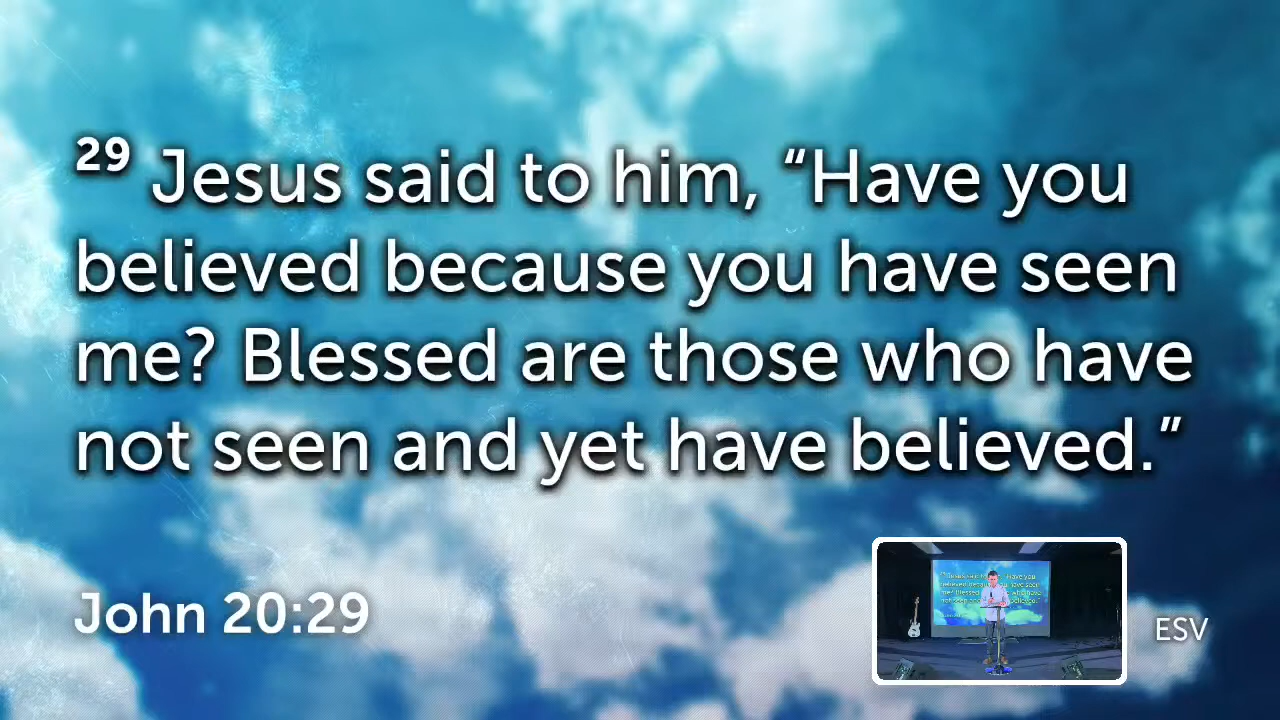 29 Jesus said to him, “Have you
believed because you have seen
me? Blessed are those who have
not seen and yet have believed.”
John 20:29
ESV